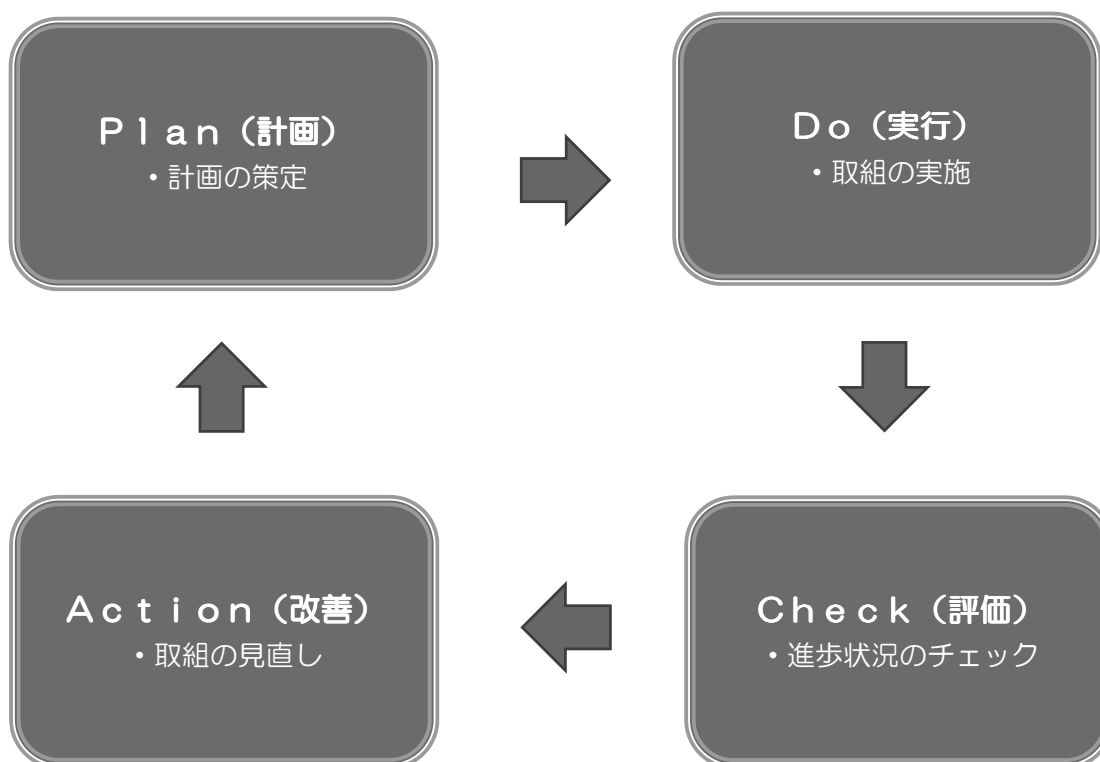 Ｐｌａｎ（計画）
・計画の策定
Ｄｏ（実行）
・取組の実施
Ａｃｔｉｏｎ（改善）
・取組の見直し
Ｃｈｅｃｋ（評価）
・進歩状況のチェック